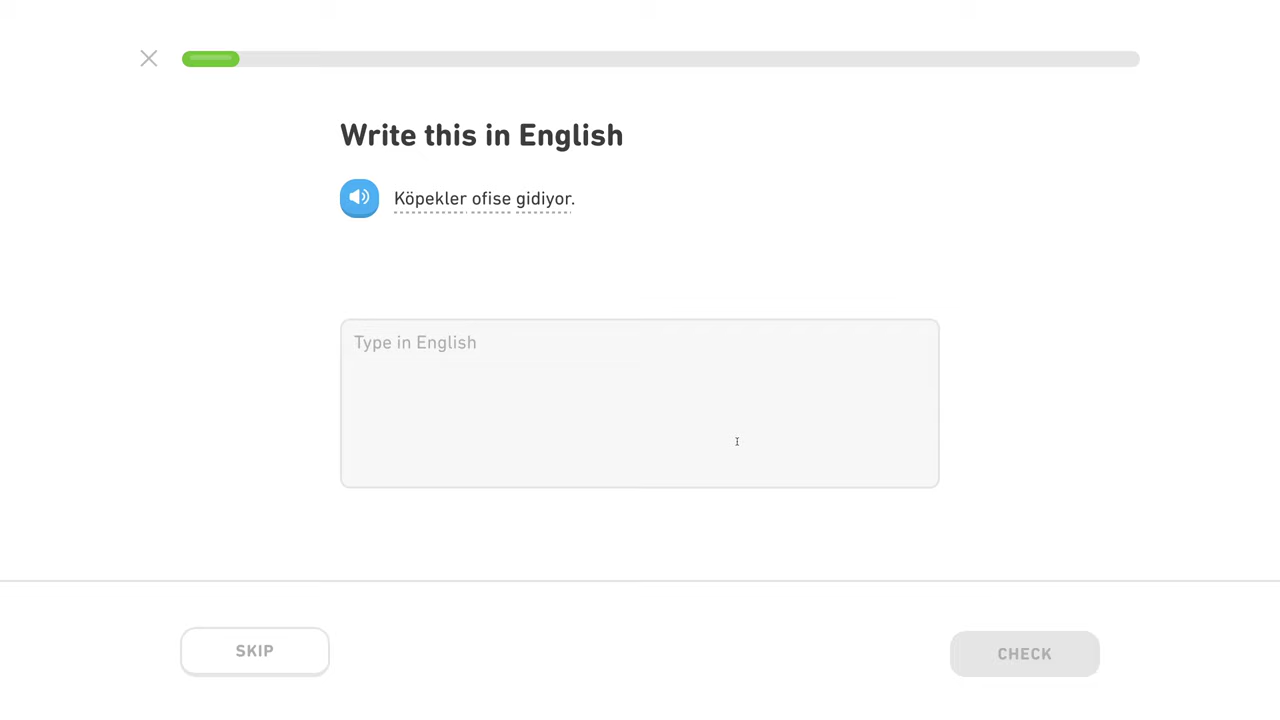 Write this in English
Köpekler ofise gidiyor.
Type in English
SKIP
CHECK